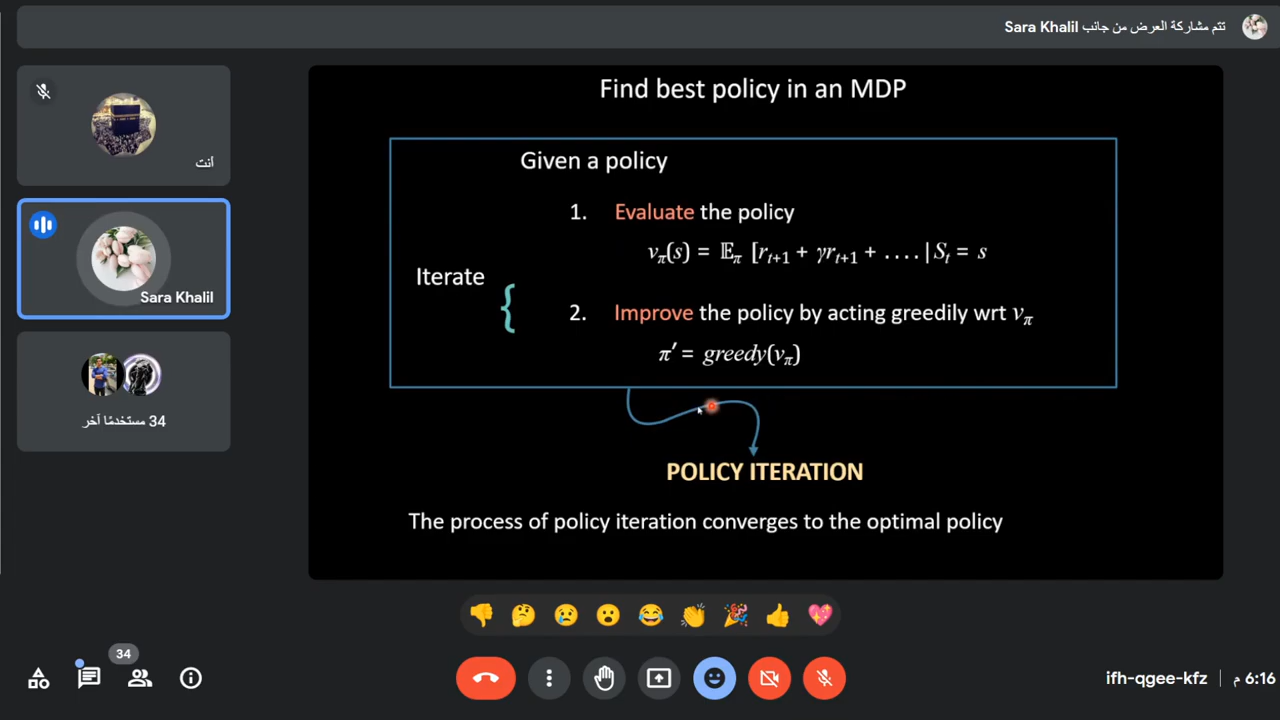 تتم مشاركة العرض من جانب Sara Khalil
أنت
Sara Khalil
34 مستخدمًا آخر
Find best policy in an MDP
Given a policy
1. Evaluate the policy
vπ(s) = 𝔼π [rt+1 + γrt+1 + .... | St = s
Iterate {
2. Improve the policy by acting greedily wrt vπ
π′ = greedy(vπ)
POLICY ITERATION
The process of policy iteration converges to the optimal policy
34
ifh-qgee-kfz | 6:16 م